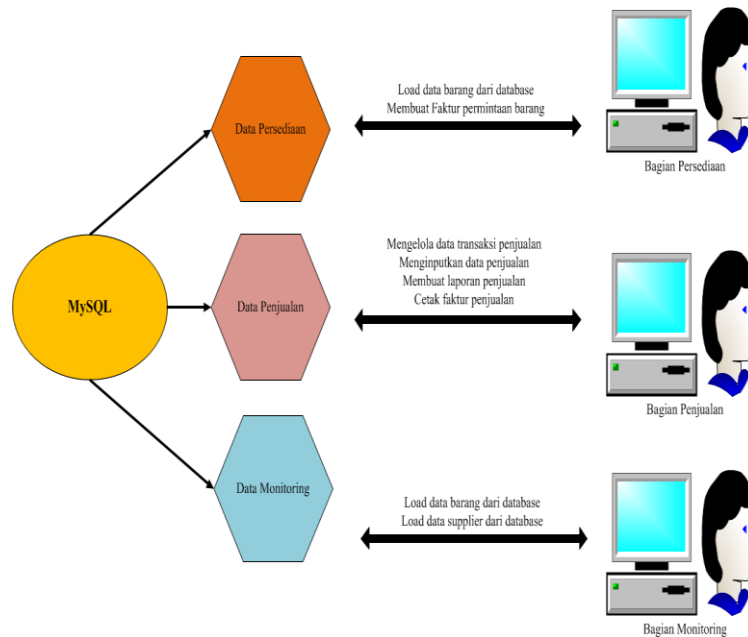 Load data barang dari database
Membuat Faktur permintaan barang
Data Persediaan
Bagian Persediaan
Mengelola data transaksi penjualan
Menginputkan data penjualan
Membuat laporan penjualan
Cetak faktur penjualan
MySQL
Data Penjualan
Bagian Penjualan
Data Monitoring
Load data barang dari database
Load data supplier dari database
Bagian Monitoring